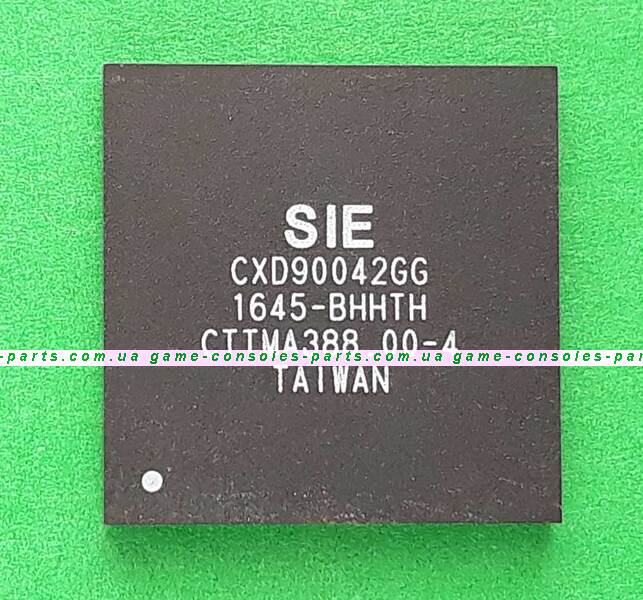 SIE
CXD90042GG
1645-BHHTH
CTTMA388.00-4
-parts.com.ua game-consoles-parts.com.ua game-consoles-par
TAIWAN